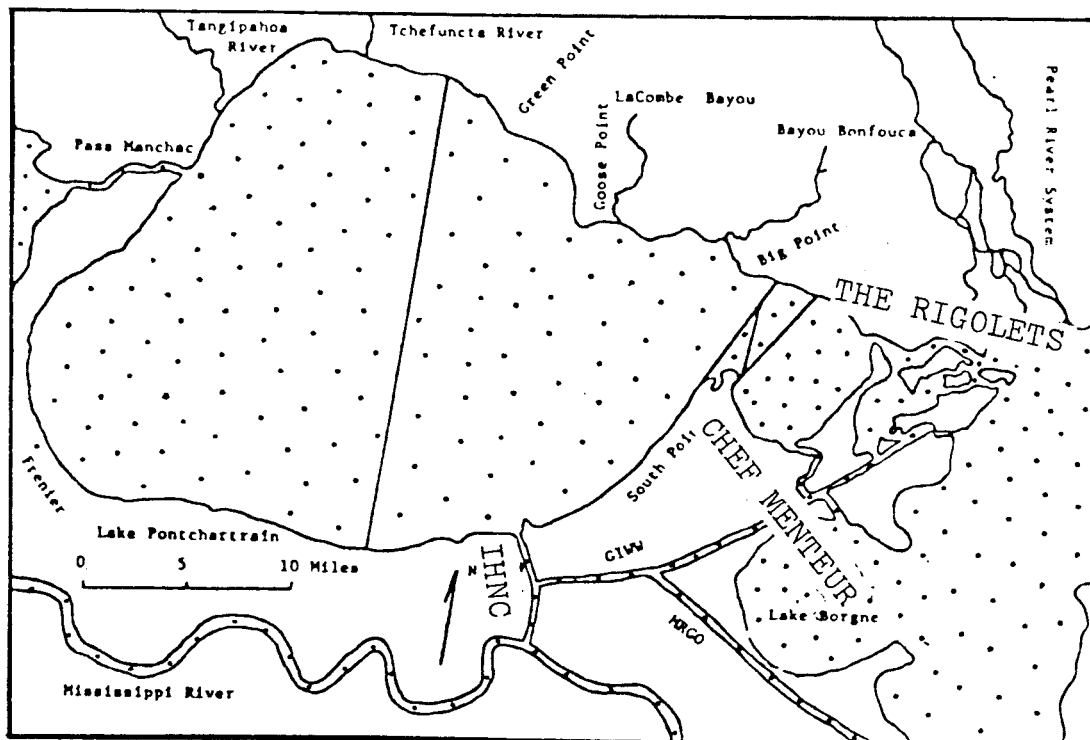 Tangipahoa
River
Tchefuncta River
Green Point
LaCombe Bayou
Goose Point
Bayou Bonfouca
Pearl River System
Pass Manchac
Big Point
THE RIGOLETS
Frenier
South Poi
CHEF MENTEUR
Lake Pontchartrain
0 5 10 Miles
N
IHNC
GIWW
MRGO
Lake Borgne
Mississippi River